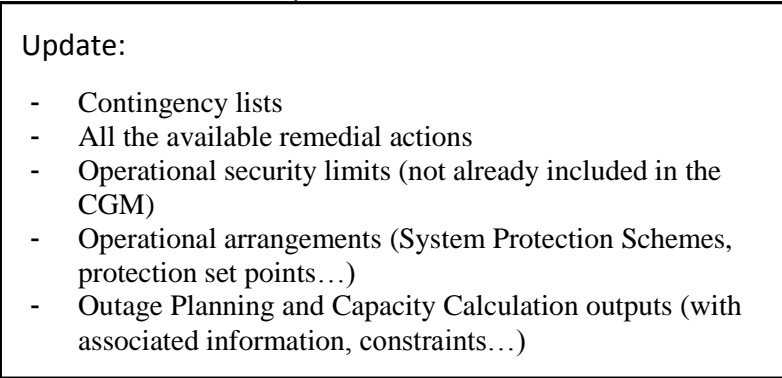 Update:
- Contingency lists
- All the available remedial actions
- Operational security limits (not already included in the
CGM)
- Operational arrangements (System Protection Schemes,
protection set points…)
- Outage Planning and Capacity Calculation outputs (with
associated information, constraints…)